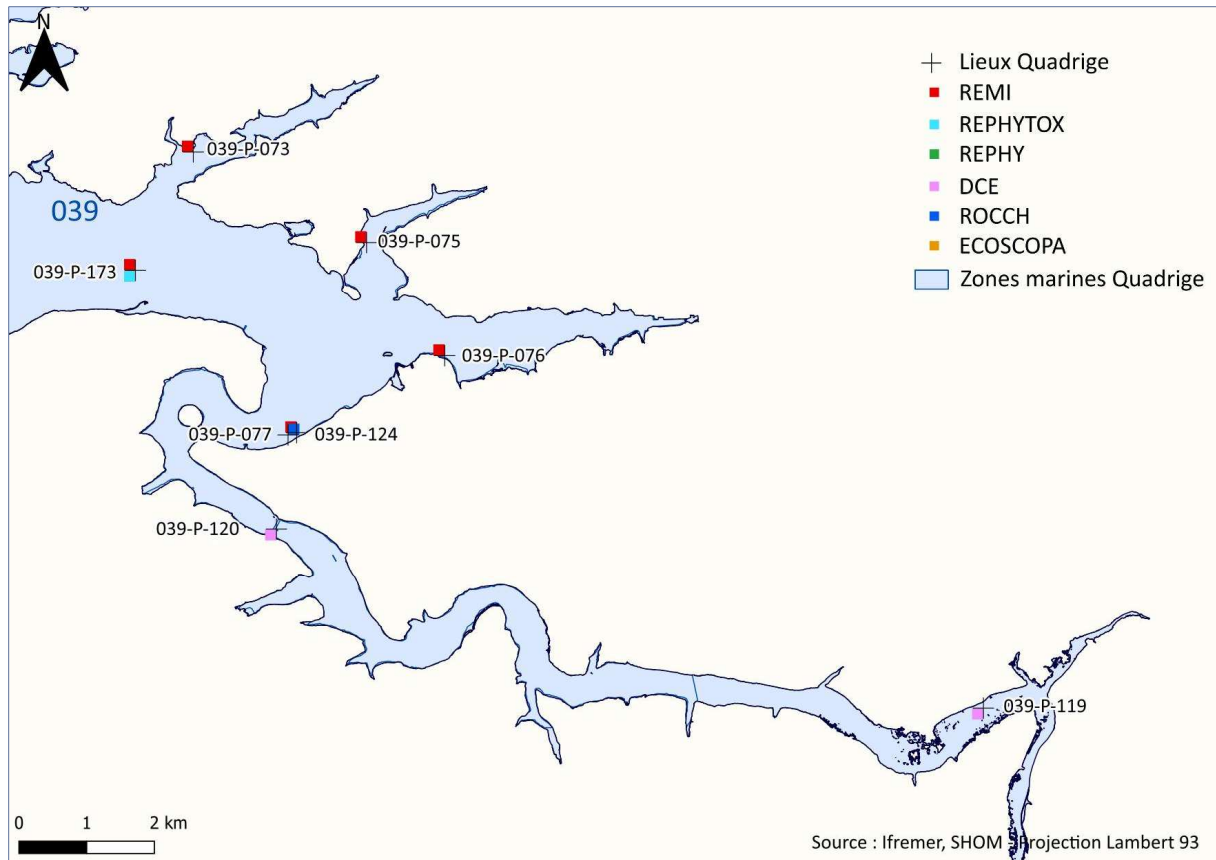 N
Lieux Quadrige
REMI
REPHYTOX
REPHY
DCE
ROCCH
ECOSCOPA
Zones marines Quadrige
039-P-073
039
039-P-075
039-P-173
039-P-076
039-P-077
039-P-124
039-P-120
039-P-119
0 1 2 km
Source : Ifremer, SHOM - Projection Lambert 93